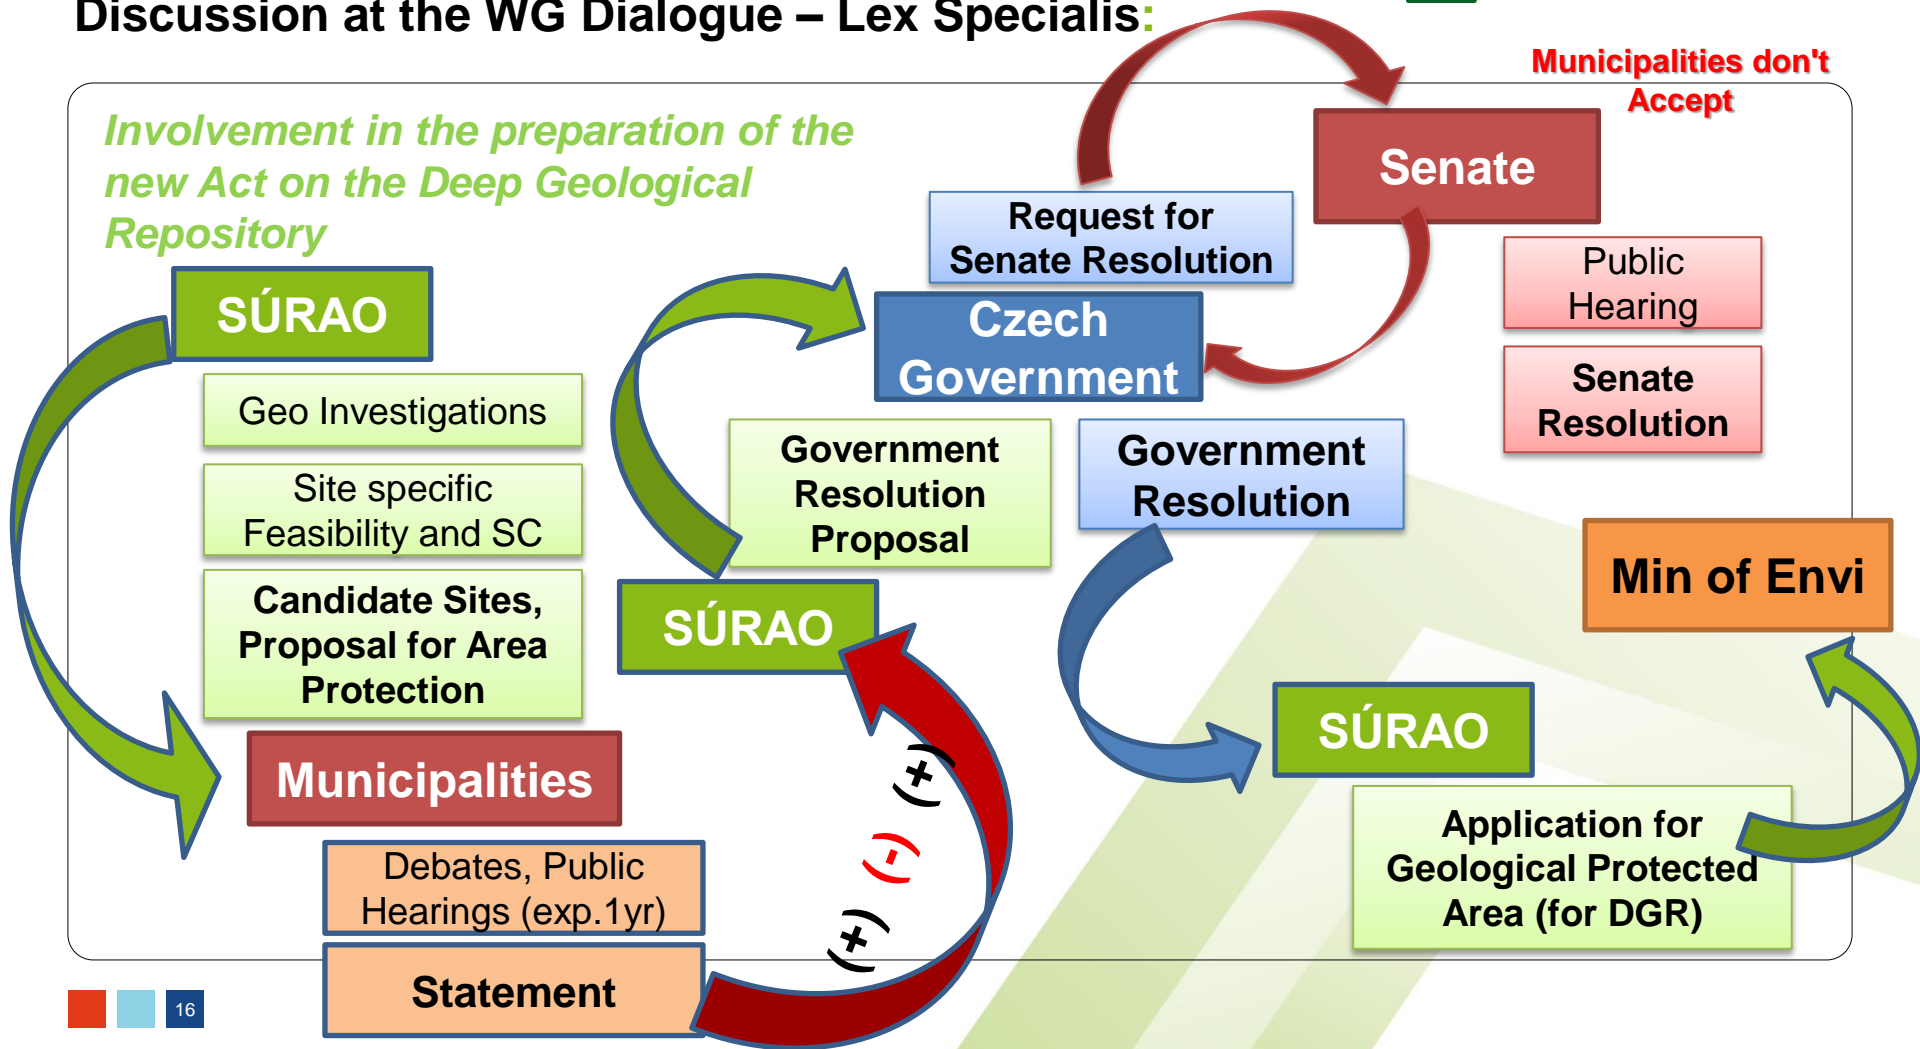 Discussion at the WG Dialogue – Lex Specialis:
Municipalities don't
Accept
Involvement in the preparation of the
new Act on the Deep Geological
Repository
SÚRAO
Geo Investigations
Site specific
Feasibility and SC
Candidate Sites,
Proposal for Area
Protection
Municipalities
Debates, Public
Hearings (exp.1yr)
Statement
(+)
(-)
(+)
SÚRAO
Government
Resolution
Proposal
Czech
Government
Request for
Senate Resolution
Senate
Public
Hearing
Senate
Resolution
Government
Resolution
SÚRAO
Application for
Geological Protected
Area (for DGR)
Min of Envi
16